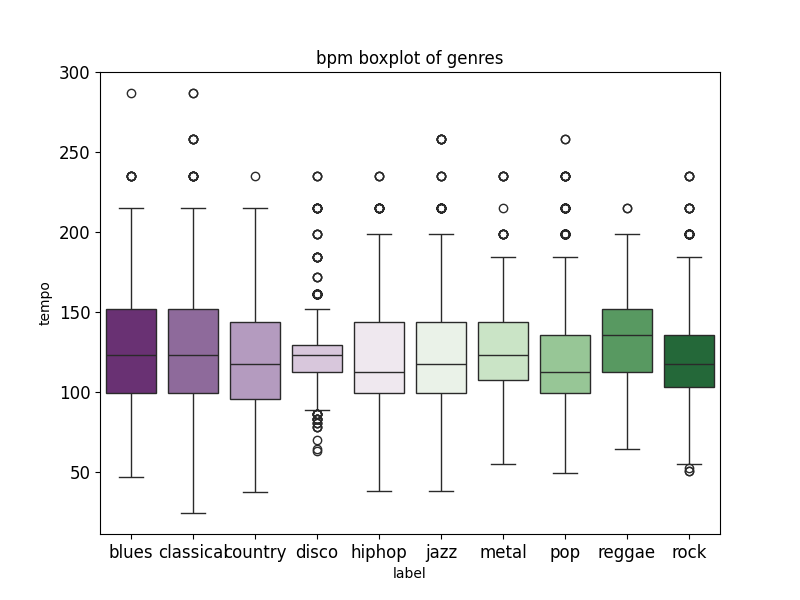 bpm boxplot of genres
300
250
200
150
100
50
tempo
blues classical country disco hiphop jazz metal pop reggae rock
label